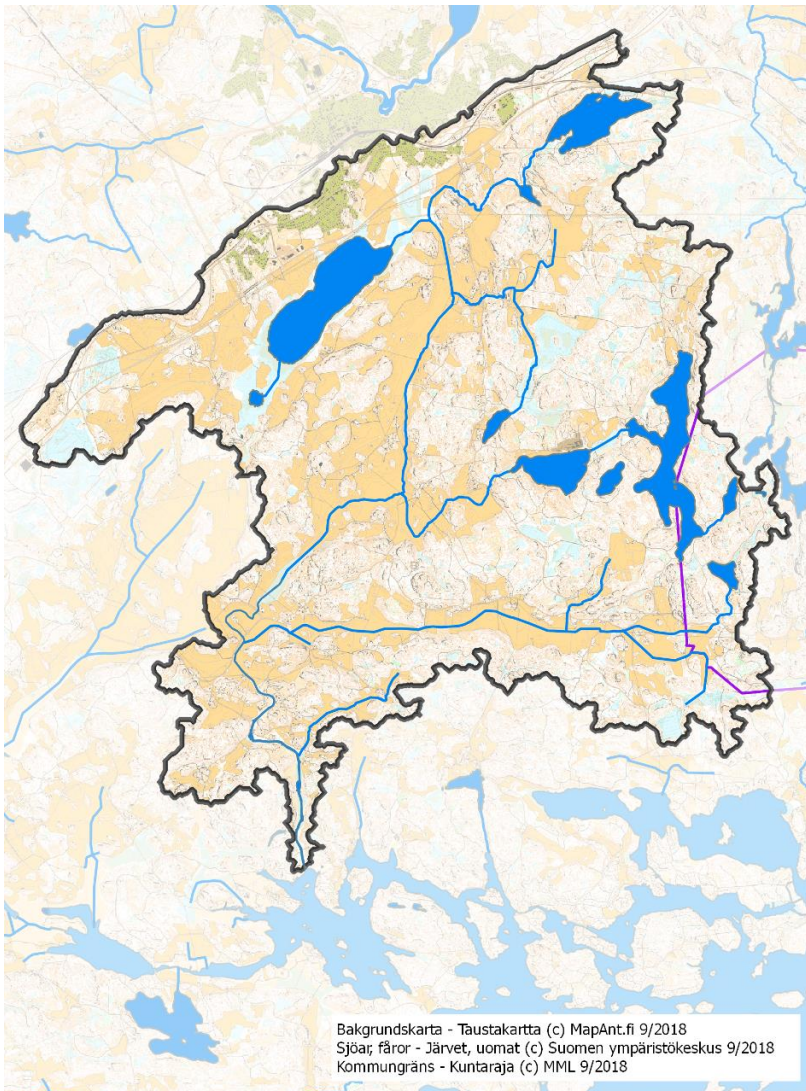 Bakgrundskarta - Taustakartta (c) MapAnt.fi 9/2018
Sjöar, fåror - Järvet, uomat (c) Suomen ympäristökeskus 9/2018
Kommungräns - Kuntaraja (c) MML 9/2018